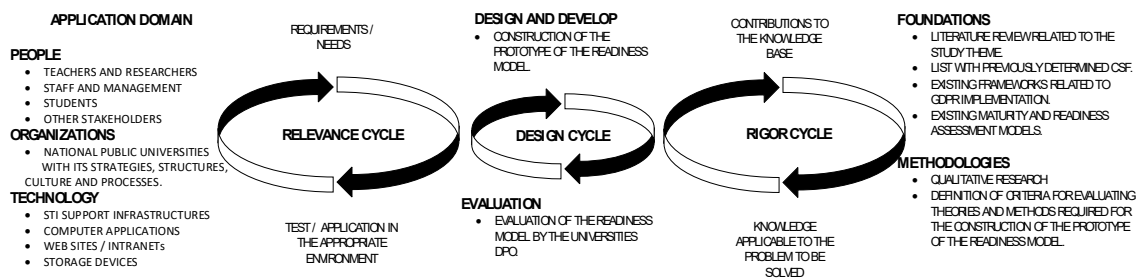 APPLICATION DOMAIN
PEOPLE
• TEACHERS AND RESEARCHERS
• STAFF AND MANAGEMENT
• STUDENTS
• OTHER STAKEHOLDERS
ORGANIZATIONS
• NATIONAL PUBLIC UNIVERSITIES
WITH ITS STRATEGIES, STRUCTURES,
CULTURE AND PROCESSES.
TECHNOLOGY
• STI SUPPORT INFRASTRUCTURES
• COMPUTER APPLICATIONS
• WEB SITES / INTRANETs
• STORAGE DEVICES
REQUIREMENTS /
NEEDS
RELEVANCE CYCLE
TEST / APPLICATION IN
THE APPROPRIATE
ENVIRONMENT
DESIGN AND DEVELOP
• CONSTRUCTION OF THE
PROTOTYPE OF THE READINESS
MODEL.
DESIGN CYCLE
EVALUATION
• EVALUATION OF THE READINESS
MODEL BY THE UNIVERSITIES
DPO.
CONTRIBUTIONS TO
THE KNOWLEDGE
BASE
RIGOR CYCLE
KNOWLEDGE
APPLICABLE TO THE
PROBLEM TO BE
SOLVED
FOUNDATIONS
• LITERATURE REVIEW RELATED TO THE
STUDY THEME.
• LIST WITH PREVIOUSLY DETERMINED CSF.
• EXISTING FRAMEWORKS RELATED TO
GDPR IMPLEMENTATION.
• EXISTING MATURITY AND READINESS
ASSESSMENT MODELS.
METHODOLOGIES
• QUALITATIVE RESEARCH
• DEFINITION OF CRITERIA FOR EVALUATING
THEORIES AND METHODS REQUIRED FOR
THE CONSTRUCTION OF THE PROTOTYPE
OF THE READINESS MODEL.